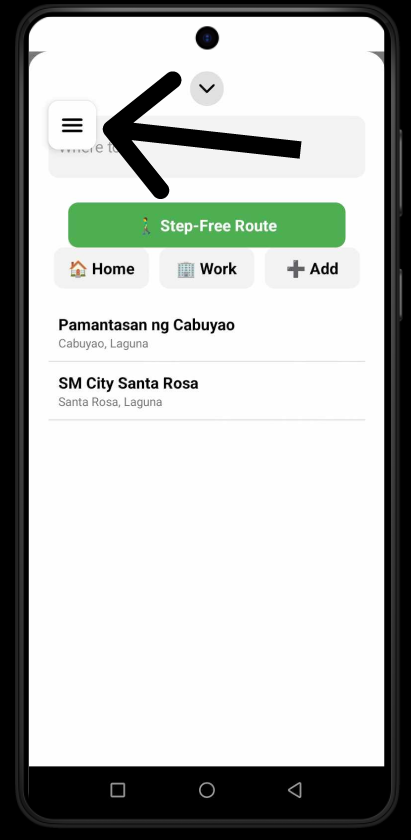 Where to
Step-Free Route
Home
Work
Add
Pamantasan ng Cabuyao
Cabuyao, Laguna
SM City Santa Rosa
Santa Rosa, Laguna